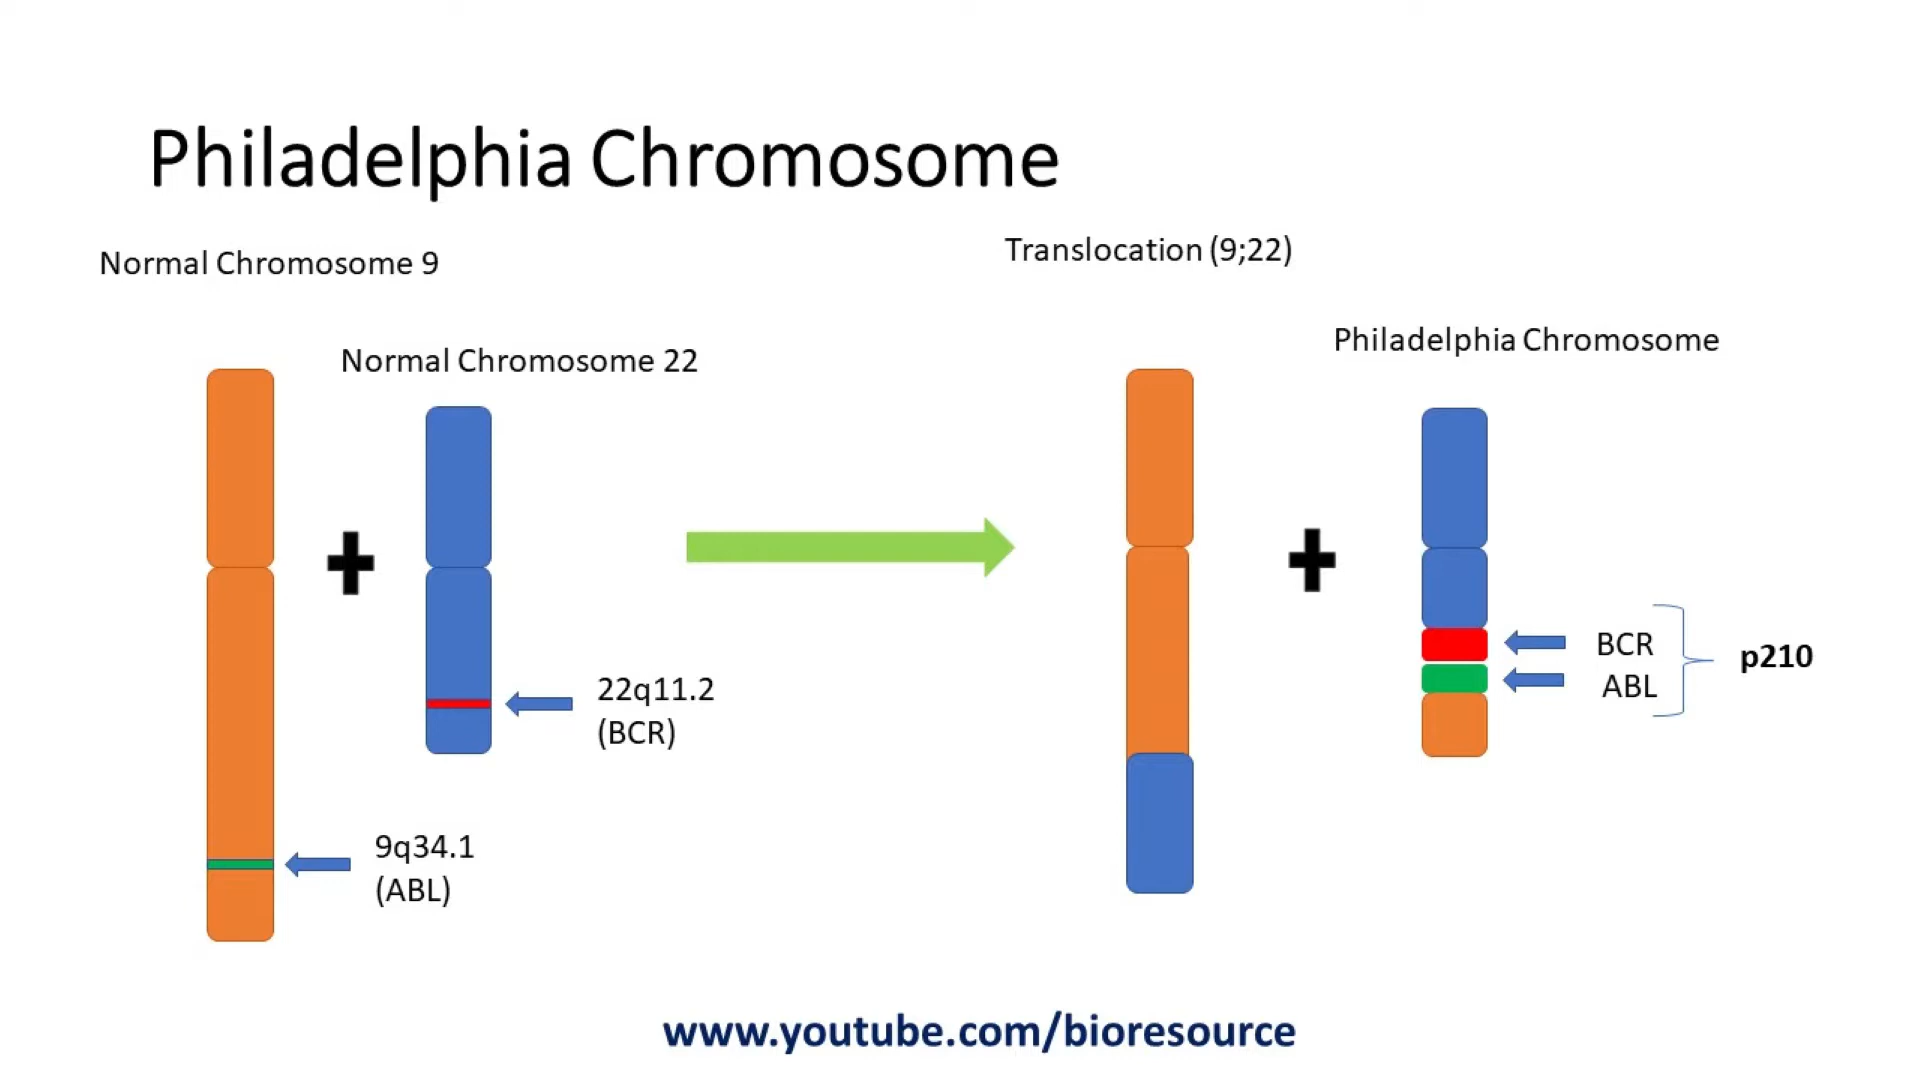 Philadelphia Chromosome
Normal Chromosome 9
Normal Chromosome 22
22q11.2
(BCR)
9q34.1
(ABL)
Translocation (9;22)
Philadelphia Chromosome
BCR
ABL
p210
www.youtube.com/bioresource